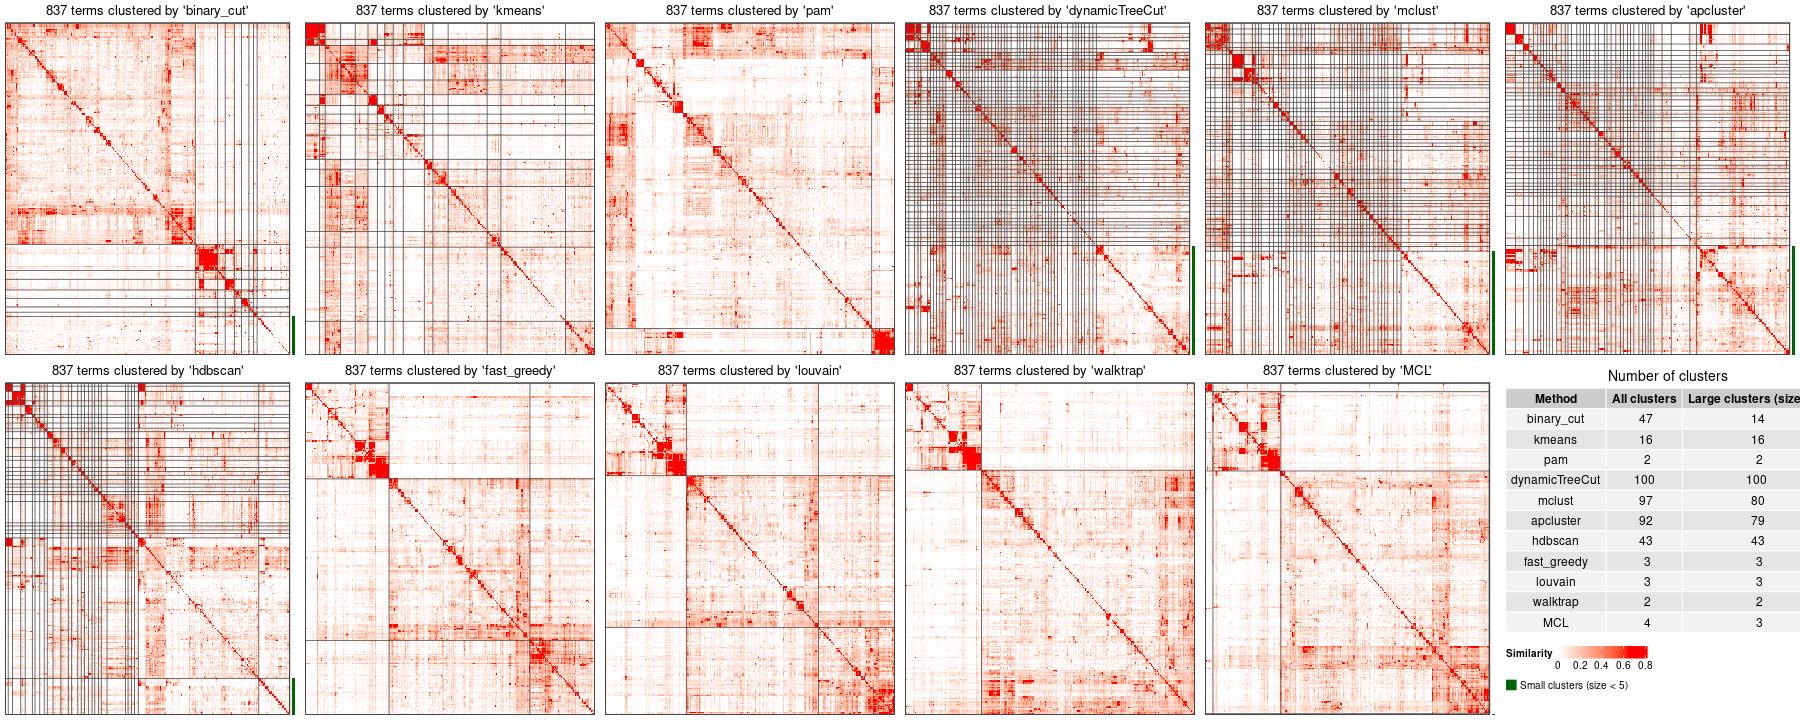 837 terms clustered by 'binary_cut'
837 terms clustered by 'kmeans'
837 terms clustered by 'pam'
837 terms clustered by 'dynamicTreeCut'
837 terms clustered by 'mclust'
837 terms clustered by 'apcluster'
837 terms clustered by 'hdbscan'
837 terms clustered by 'fast_greedy'
837 terms clustered by 'louvain'
837 terms clustered by 'walktrap'
837 terms clustered by 'MCL'
Number of clusters
Method All clusters Large clusters (size
binary_cut 47 14
kmeans 16 16
pam 2 2
dynamicTreeCut 100 100
mclust 97 80
apcluster 92 79
hdbscan 43 43
fast_greedy 3 3
louvain 3 3
walktrap 2 2
MCL 4 3
Similarity
0 0.2 0.4 0.6 0.8
Small clusters (size < 5)